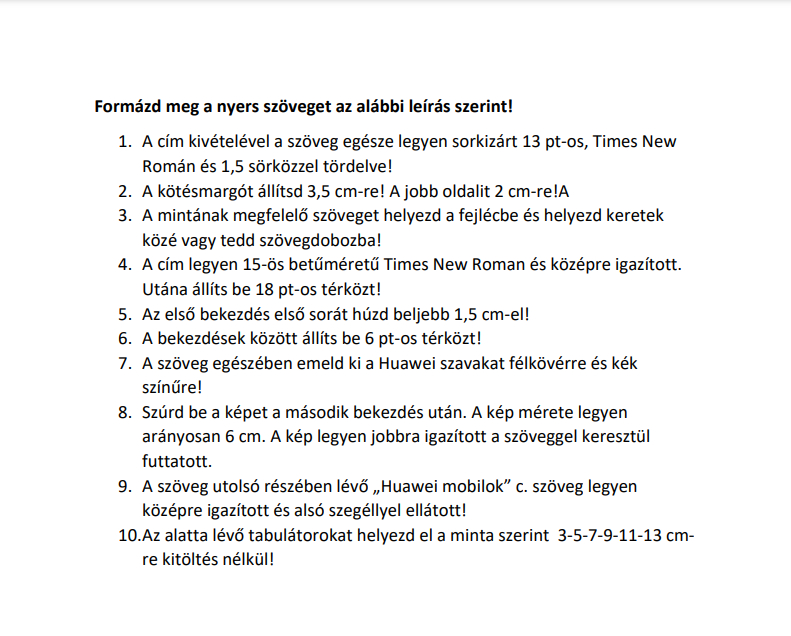 Formázd meg a nyers szöveget az alábbi leírás szerint!
1. A cím kivételével a szöveg egésze legyen sorkizárt 13 pt-os, Times New
Román és 1,5 sörközzel tördelve!
2. A kötésmargót állítsd 3,5 cm-re! A jobb oldalit 2 cm-re!A
3. A mintának megfelelő szöveget helyezd a fejlécbe és helyezd keretek
közé vagy tedd szövegdobozba!
4. A cím legyen 15-ös betűméretű Times New Roman és középre igazított.
Utána állíts be 18 pt-os térközt!
5. Az első bekezdés első sorát húzd beljebb 1,5 cm-el!
6. A bekezdések között állíts be 6 pt-os térközt!
7. A szöveg egészében emeld ki a Huawei szavakat félkövérre és kék
színűre!
8. Szúrd be a képet a második bekezdés után. A kép mérete legyen
arányosan 6 cm. A kép legyen jobbra igazított a szöveggel keresztül
futtatott.
9. A szöveg utolsó részében lévő „Huawei mobilok” c. szöveg legyen
középre igazított és alsó szegéllyel ellátott!
10.Az alatta lévő tabulátorokat helyezd el a minta szerint  3-5-7-9-11-13 cm-
re kitöltés nélkül!